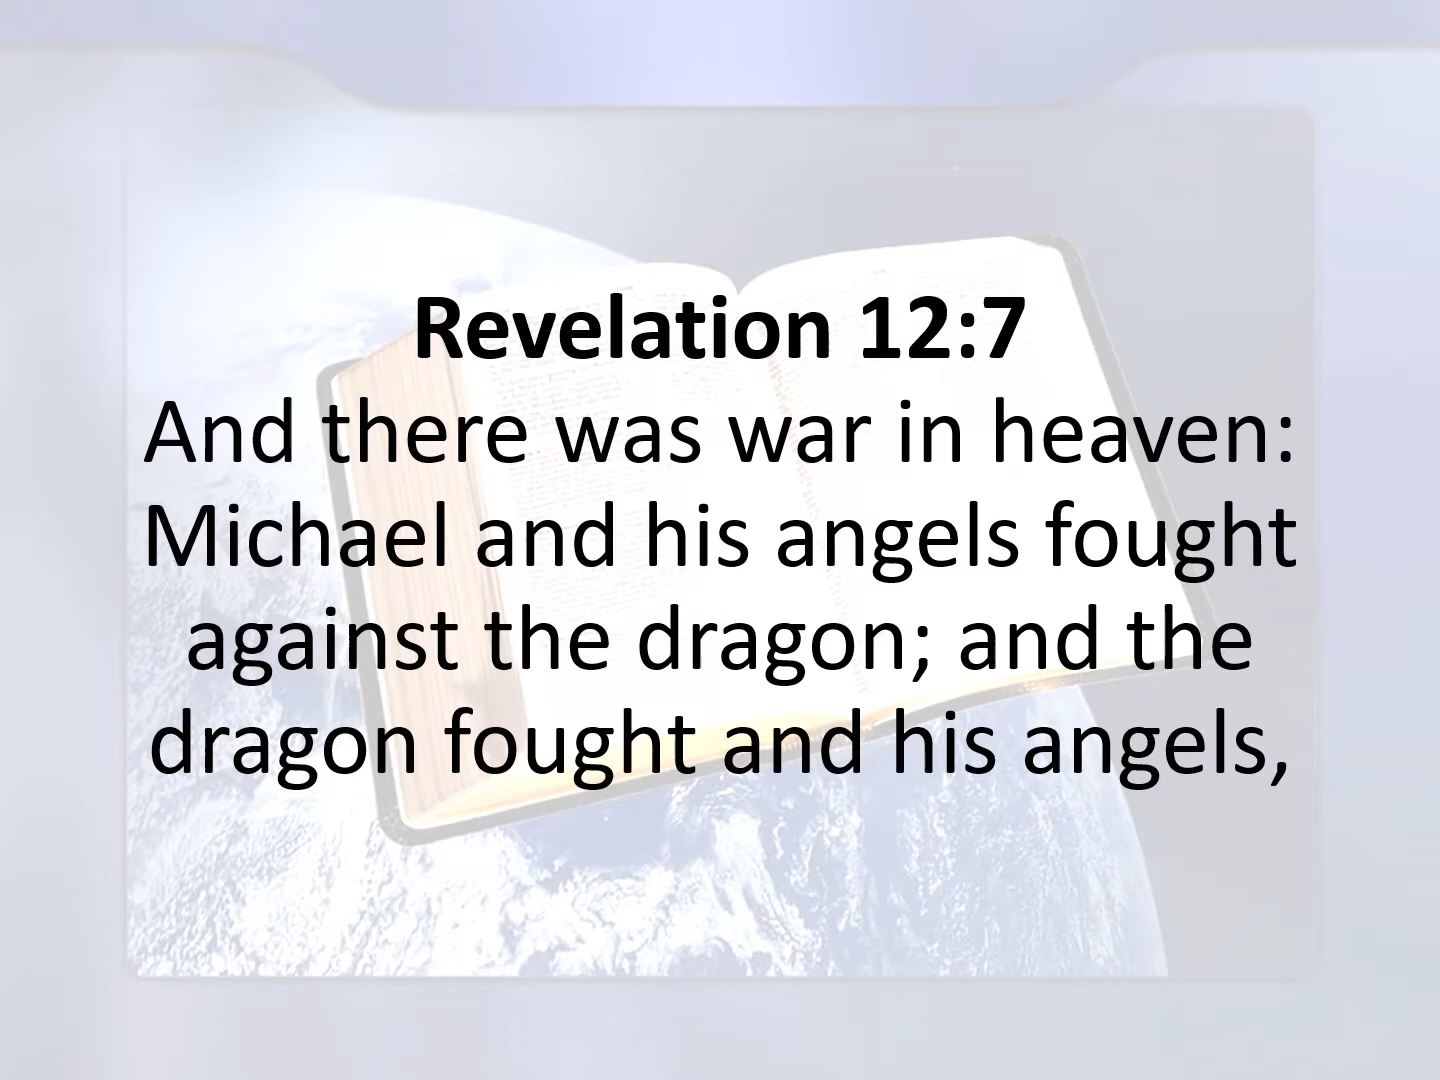 Revelation 12:7
And there was war in heaven:
Michael and his angels fought
against the dragon; and the
dragon fought and his angels,